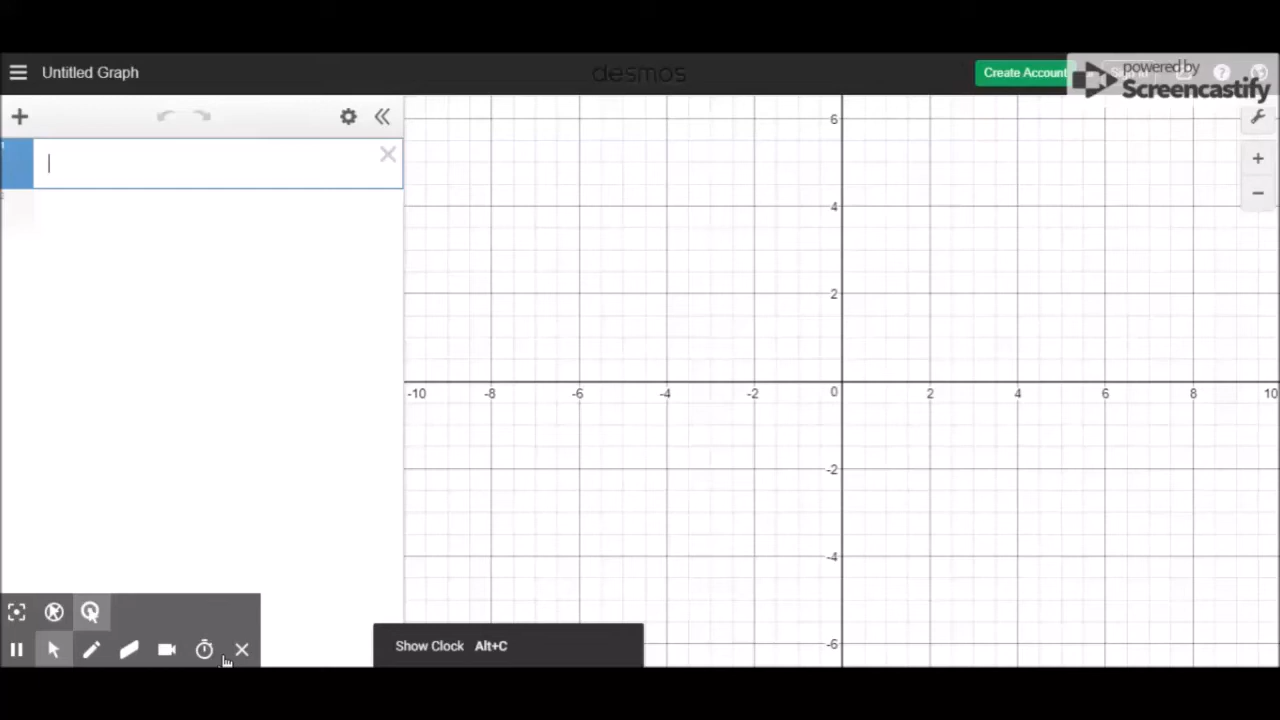 Untitled Graph
desmos
Create Account
powered by
Screencastify
6
4
2
-10
-8
-6
-4
-2
0
2
4
6
8
10
-2
-4
-6
Show Clock Alt+C